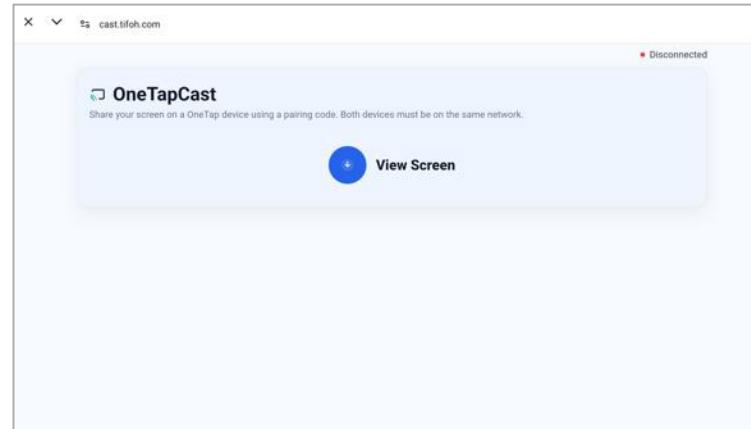 cast.tifoh.com
Disconnected
OneTapCast
Share your screen on a OneTap device using a pairing code. Both devices must be on the same network.
View Screen